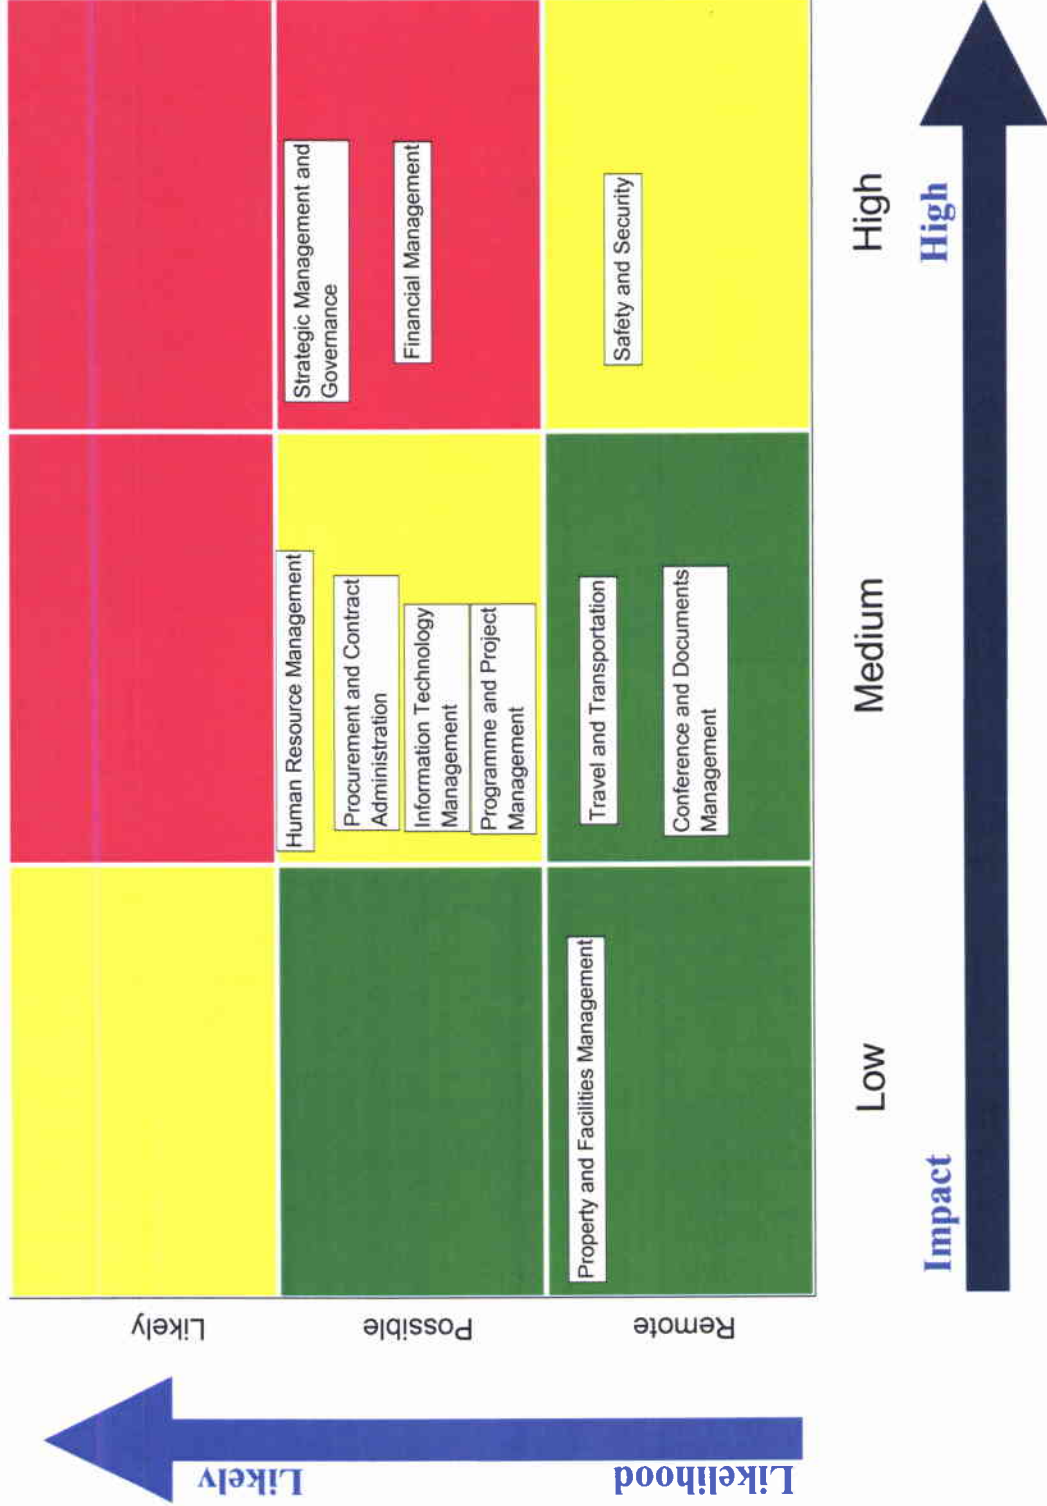 Likely
Likelihood
Likely
Possible
Remote
Strategic Management and
Governance
Financial Management
Safety and Security
Human Resource Management
Procurement and Contract
Administration
Information Technology
Management
Programme and Project
Management
Travel and Transportation
Conference and Documents
Management
Property and Facilities Management
Low
Medium
High
Impact
High